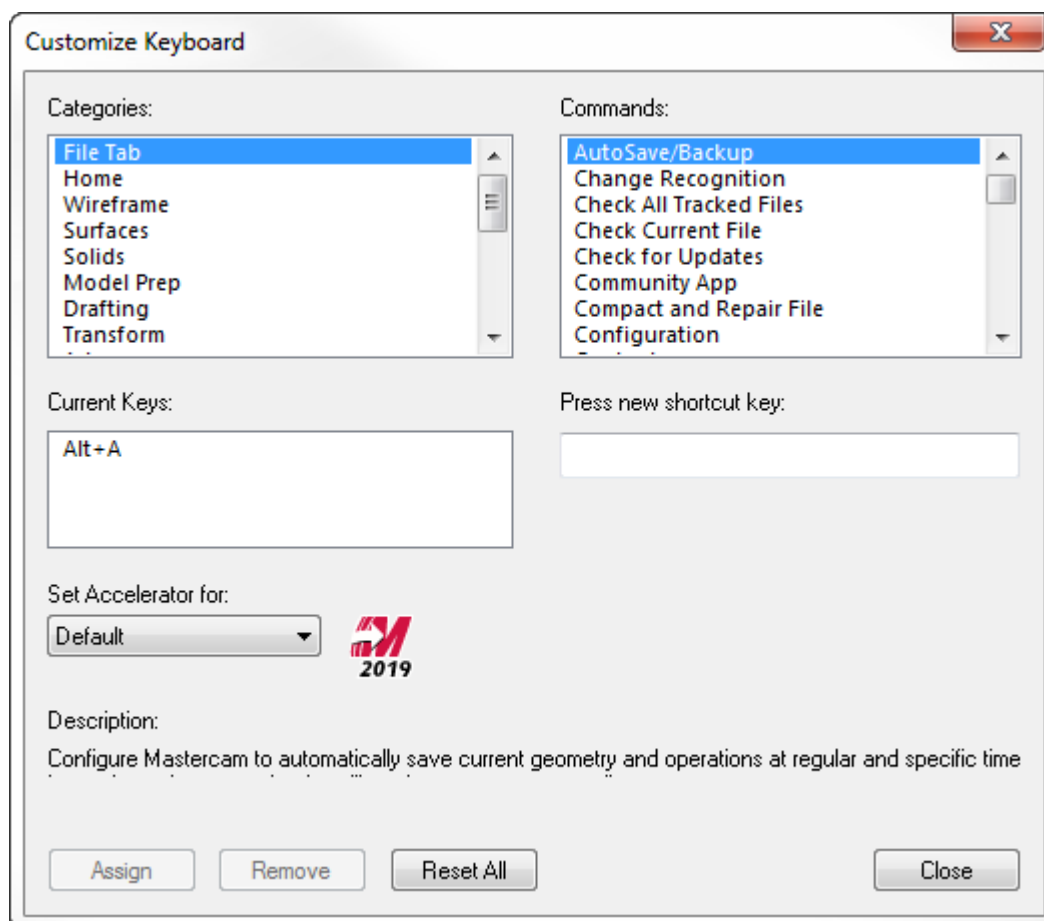 Customize Keyboard
Categories:
File Tab
Home
Wireframe
Surfaces
Solids
Model Prep
Drafting
Transform
Commands:
AutoSave/Backup
Change Recognition
Check All Tracked Files
Check Current File
Check for Updates
Community App
Compact and Repair File
Configuration
Current Keys:
Alt+A
Press new shortcut key:
Set Accelerator for:
Default
2019
Description:
Configure Mastercam to automatically save current geometry and operations at regular and specific time
Assign
Remove
Reset All
Close